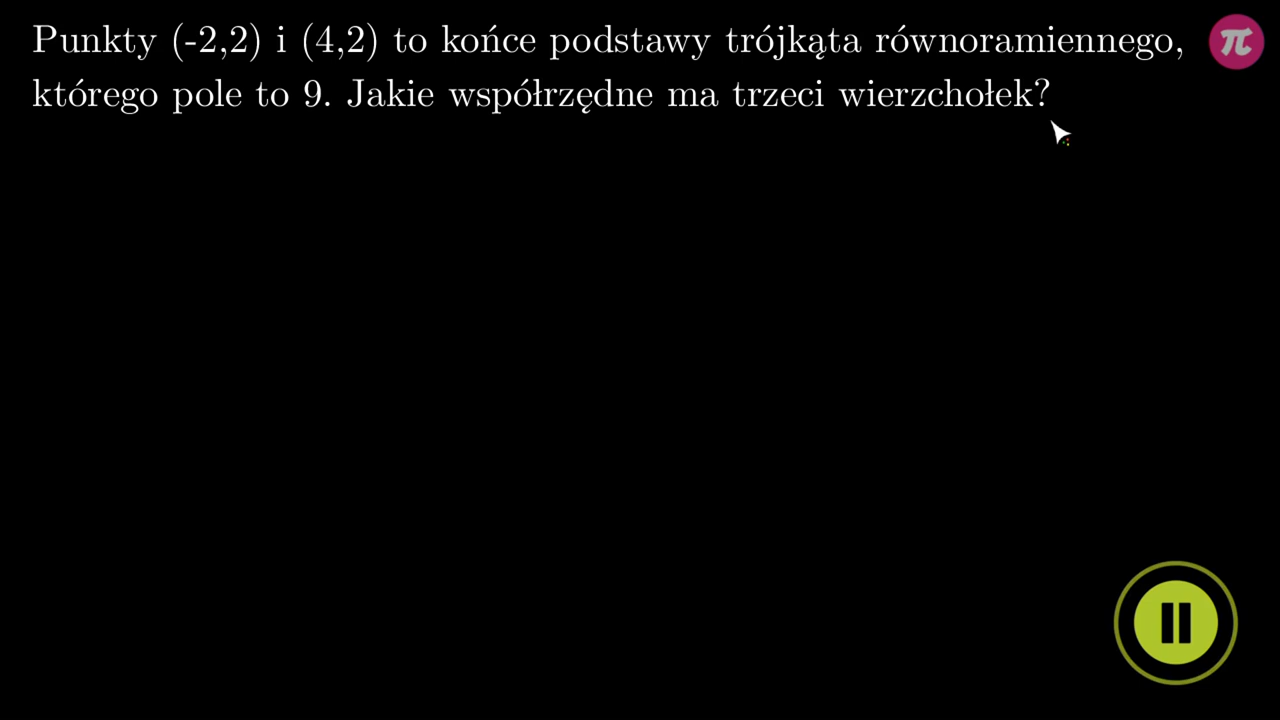 Punkty (-2,2) i (4,2) to końce podstawy trójkąta równoramiennego,
którego pole to 9. Jakie współrzędne ma trzeci wierzchołek?
π